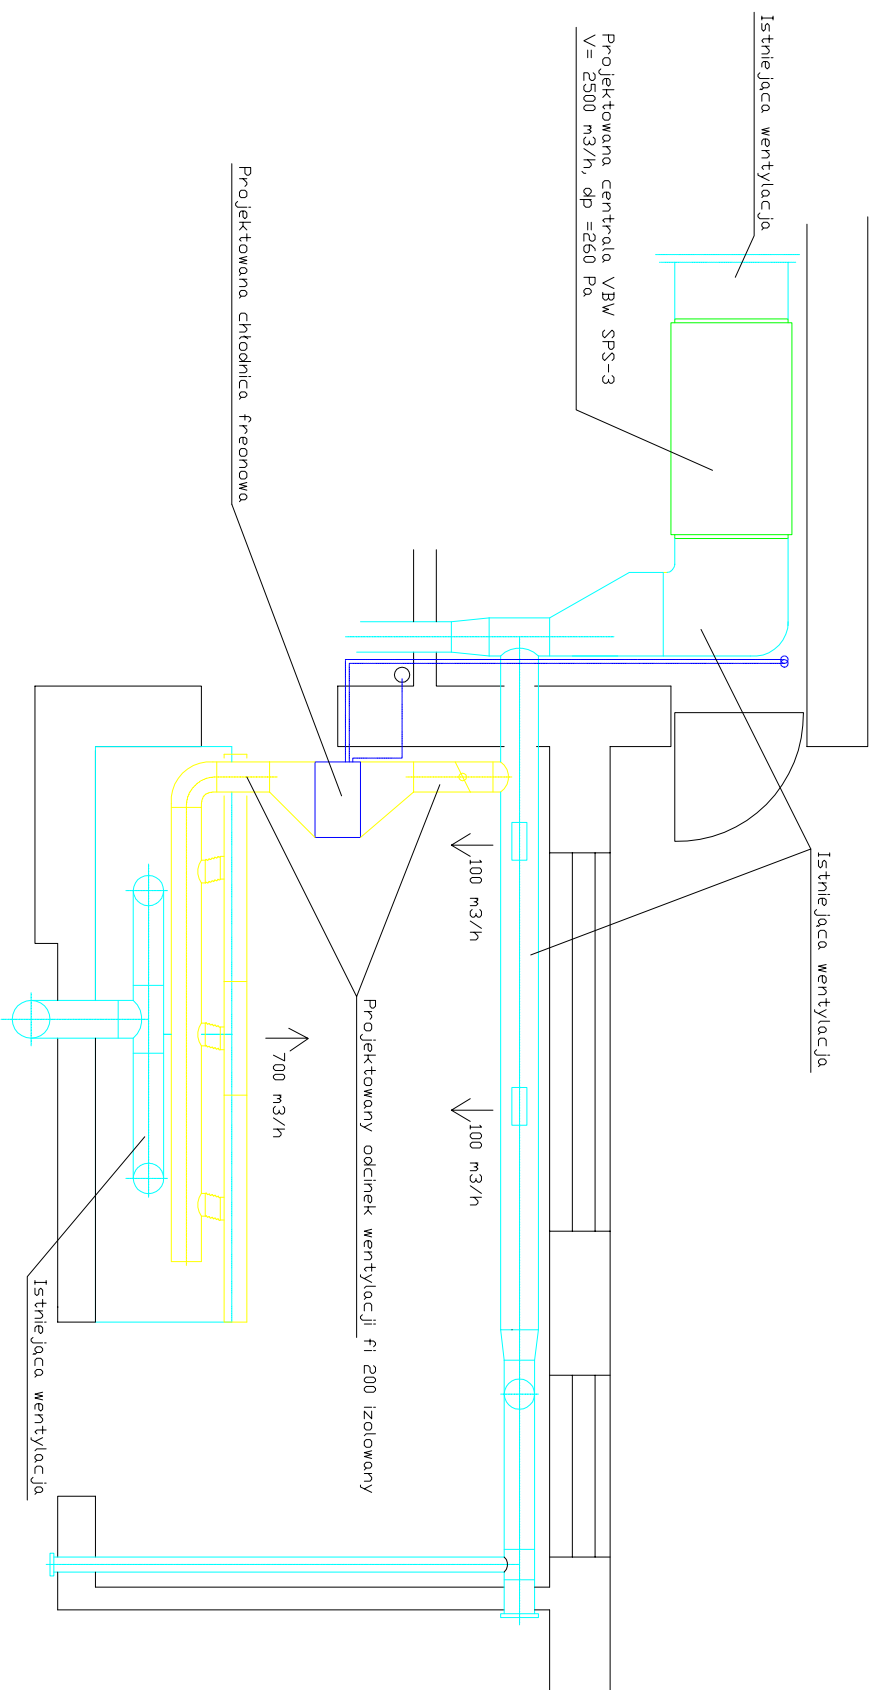 Istniejąca wentylacja
Projektowana centrala VBW SPS-3
V= 2500 m3/h, dp =260 Pa
Projektowana chłodnica freonowa
Istniejąca wentylacja
100 m3/h
100 m3/h
700 m3/h
Projektowany odcinek wentylacji fi 200 izolowany
Istniejąca wentylacja